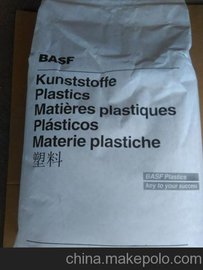 BASF
Kunststoffe
Plastics
Matières plastiques
Plásticos
Materie plastiche
塑料
BASF Plastics
key to your success
china.makepolo.com